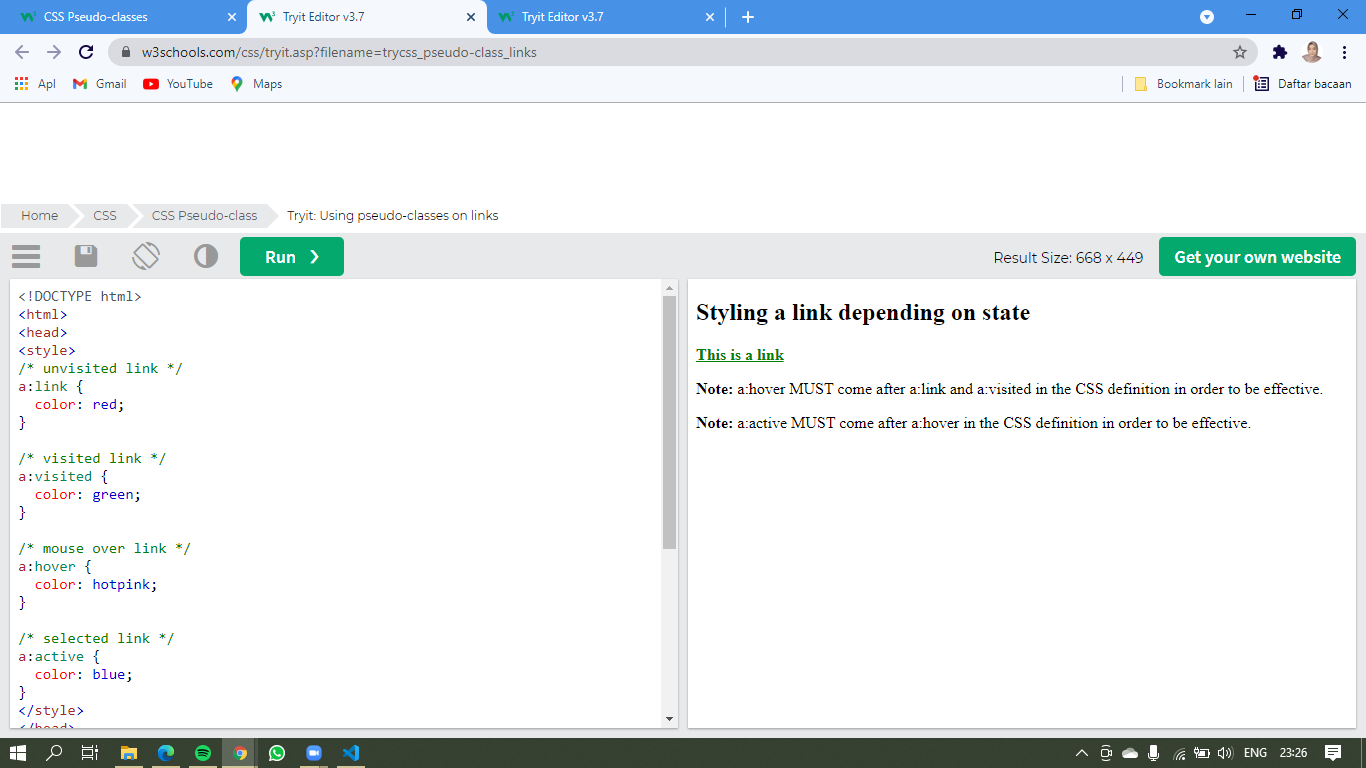 CSS Pseudo-classes
Tryit Editor v3.7
Tryit Editor v3.7
w3schools.com/css/tryit.asp?filename=trycss_pseudo-class_links
Apl
Gmail
YouTube
Maps
Bookmark lain
Daftar bacaan
Home
CSS
CSS Pseudo-class
Tryit: Using pseudo-classes on links
Run ❯
Result Size: 668 x 449
Get your own website
<!DOCTYPE html>
<html>
<head>
<style>
/* unvisited link */
a:link {
  color: red;
}
/* visited link */
a:visited {
  color: green;
}
/* mouse over link */
a:hover {
  color: hotpink;
}
/* selected link */
a:active {
  color: blue;
}
</style>
</head>
Styling a link depending on state
This is a link
Note: a:hover MUST come after a:link and a:visited in the CSS definition in order to be effective.
Note: a:active MUST come after a:hover in the CSS definition in order to be effective.
ENG
23:26